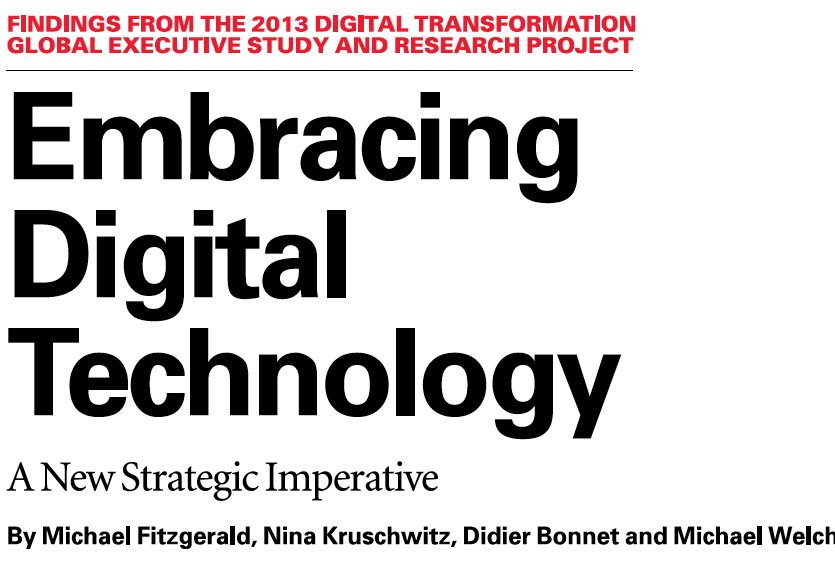 FINDINGS FROM THE 2013 DIGITAL TRANSFORMATION
GLOBAL EXECUTIVE STUDY AND RESEARCH PROJECT
Embracing
Digital
Technology
A New Strategic Imperative
By Michael Fitzgerald, Nina Kruschwitz, Didier Bonnet and Michael Welch